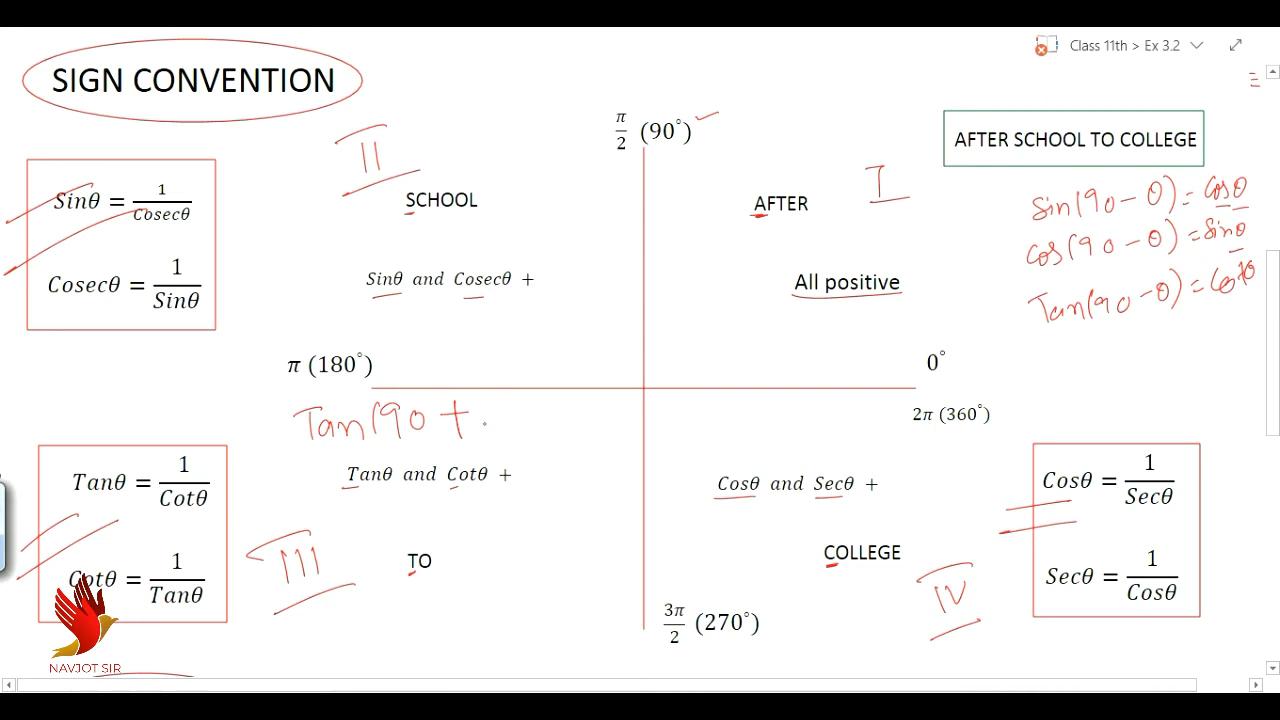 Class 11th > Ex 3.2
SIGN CONVENTION
π/2 (90°)
AFTER SCHOOL TO COLLEGE
II
I
Sinθ = 1/Cosecθ
Cosecθ = 1/Sinθ
SCHOOL
AFTER
Sin(90 - θ) = Cosθ
Cos(90 - θ) = Sinθ
Tan(90 - θ) = Cotθ
Sinθ and Cosecθ +
All positive
π (180°)
0°
2π (360°)
Tan(90 +
Tanθ = 1/Cotθ
Cotθ = 1/Tanθ
Tanθ and Cotθ +
Cosθ and Secθ +
Cosθ = 1/Secθ
Secθ = 1/Cosθ
III
TO
COLLEGE
IV
3π/2 (270°)
NAVJOT SIR